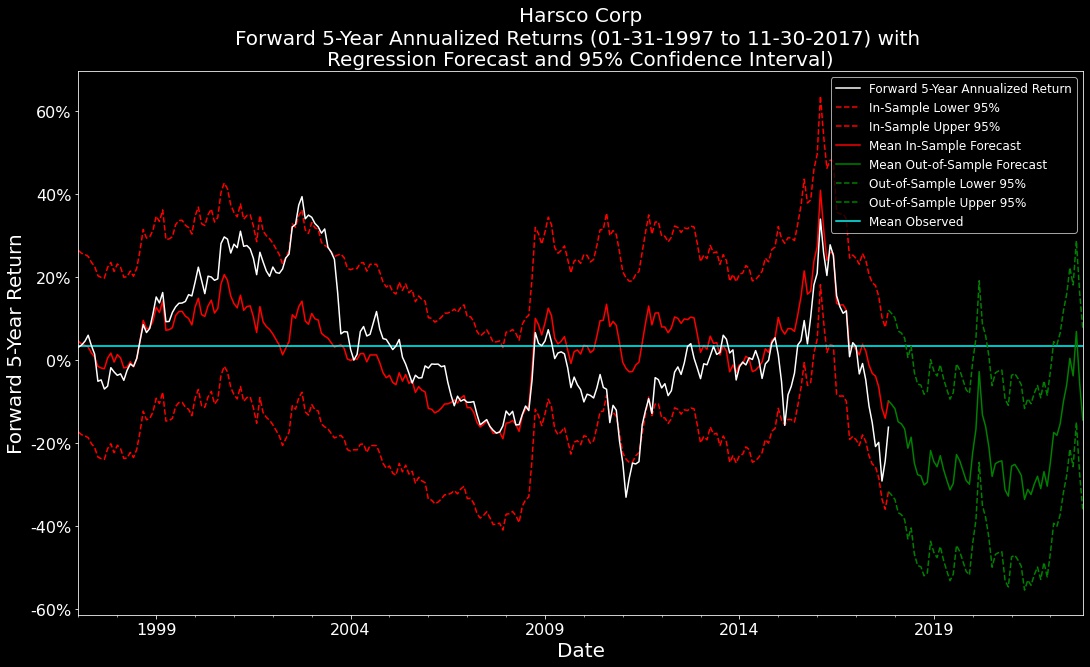 Harsco Corp
Forward 5-Year Annualized Returns (01-31-1997 to 11-30-2017) with
Regression Forecast and 95% Confidence Interval)
Forward 5-Year Annualized Return
In-Sample Lower 95%
In-Sample Upper 95%
Mean In-Sample Forecast
Mean Out-of-Sample Forecast
Out-of-Sample Lower 95%
Out-of-Sample Upper 95%
Mean Observed
Forward 5-Year Return
60%
40%
20%
0%
-20%
-40%
-60%
1999
2004
2009
2014
2019
Date